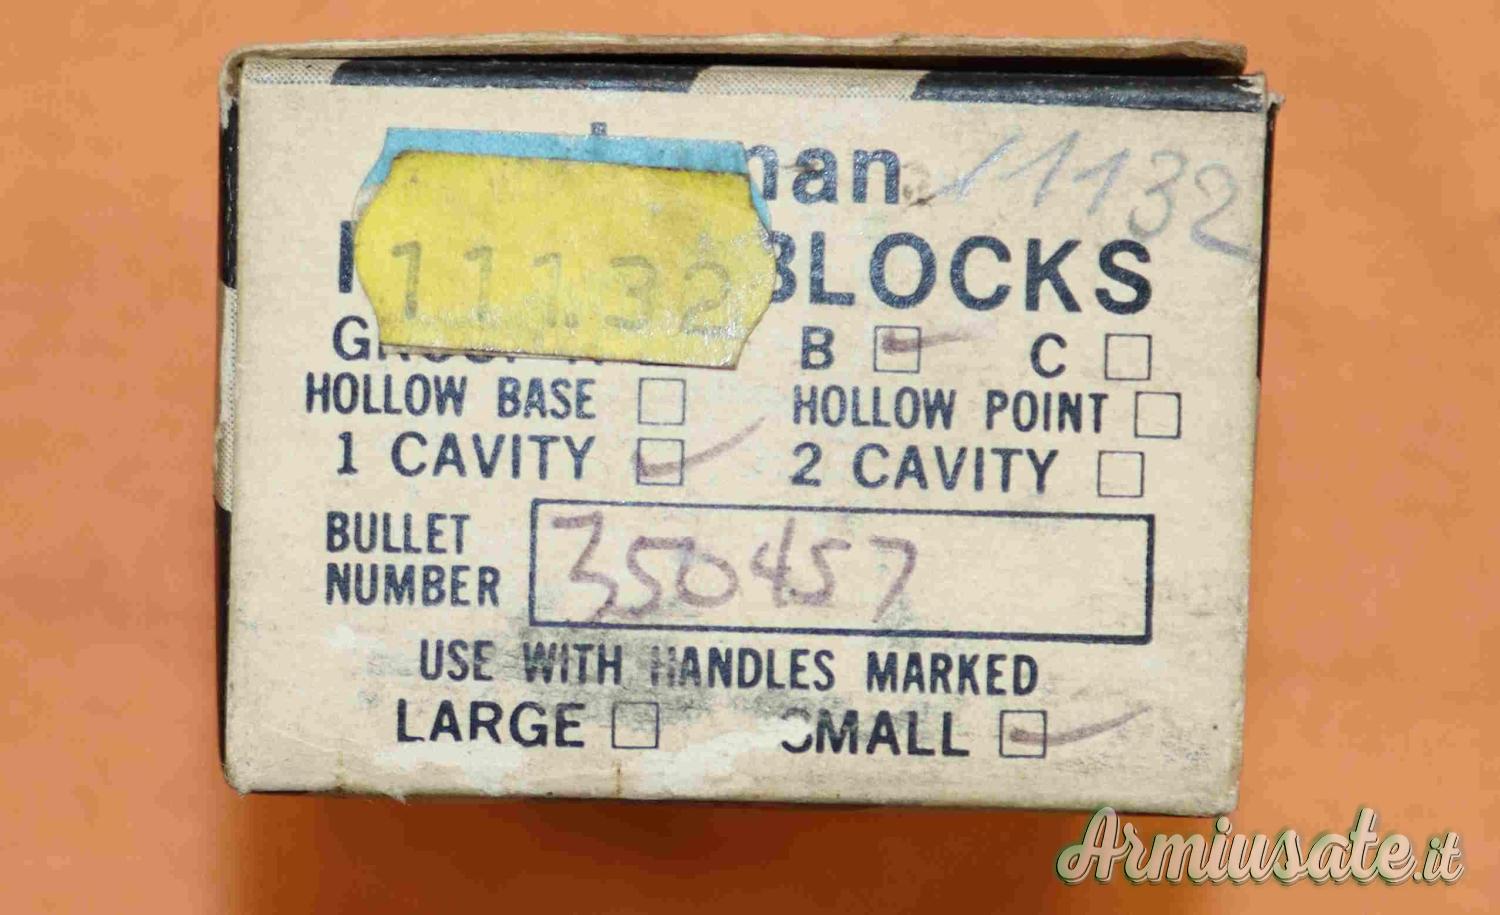 11132
11132
BLOCKS
B C
HOLLOW BASE HOLLOW POINT
1 CAVITY 2 CAVITY
BULLET
NUMBER
350457
USE WITH HANDLES MARKED
LARGE SMALL
Armiusate.it